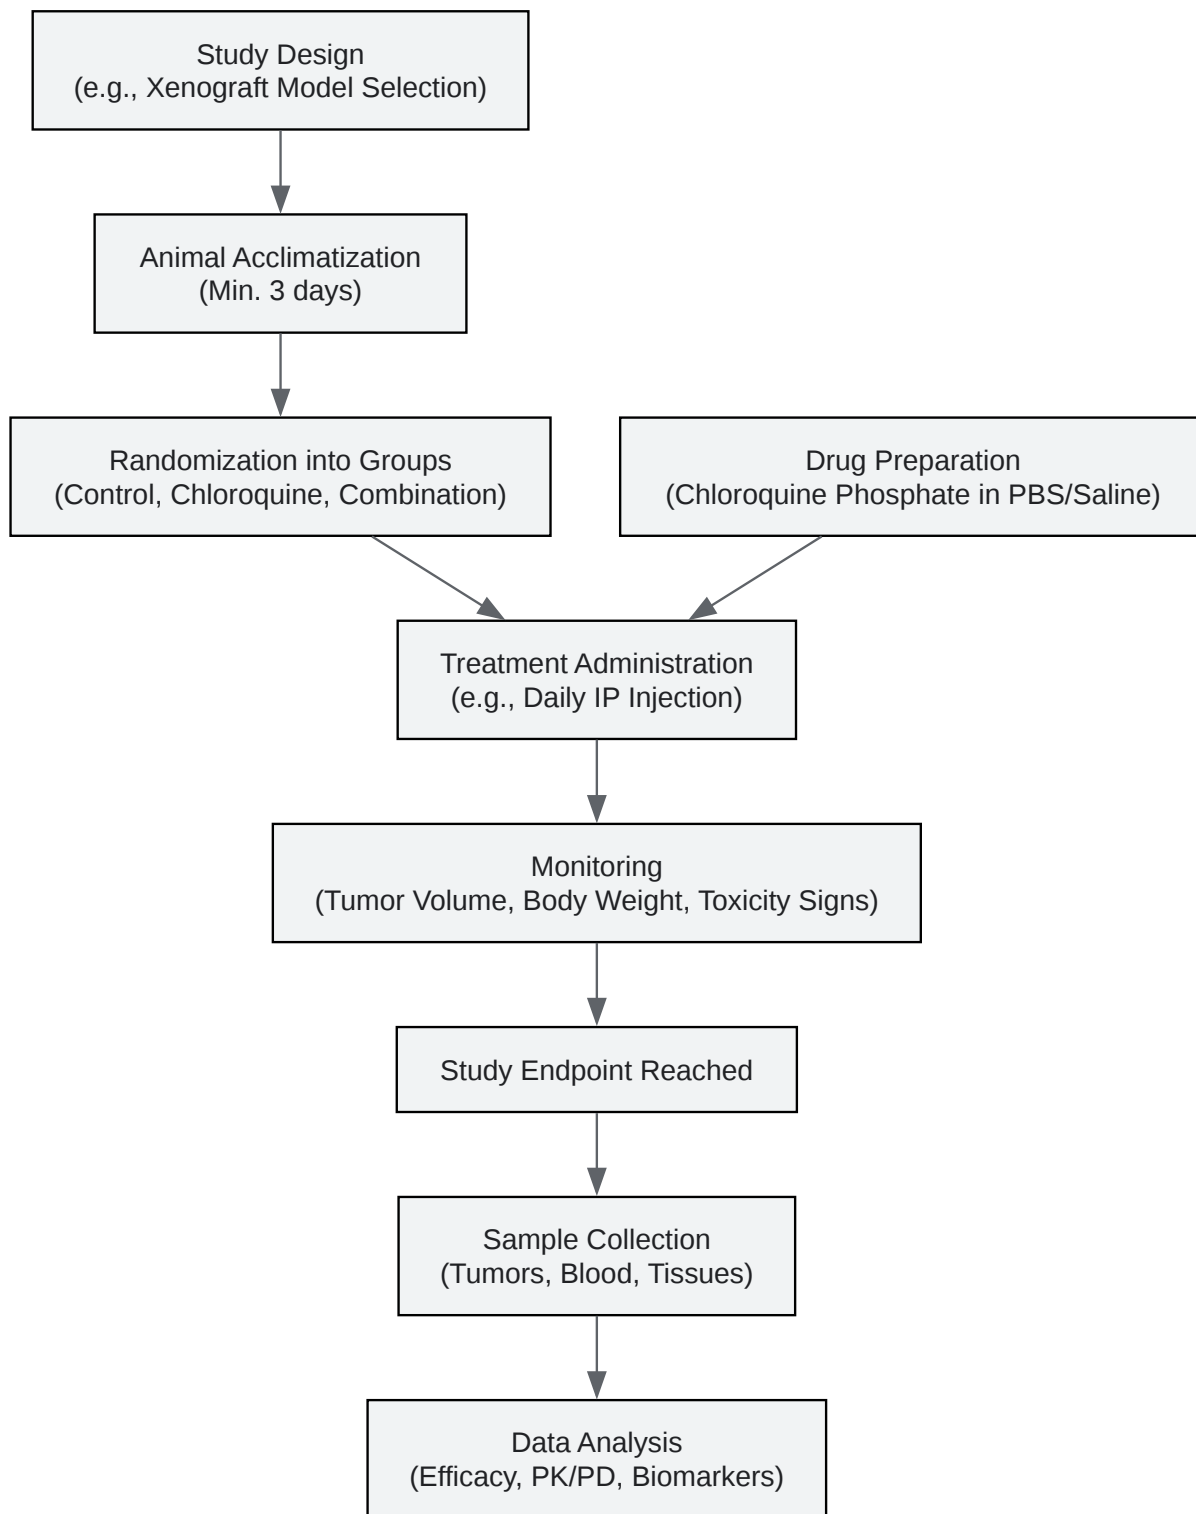 Study Design
(e.g., Xenograft Model Selection)
Animal Acclimatization
(Min. 3 days)
Randomization into Groups
(Control, Chloroquine, Combination)
Drug Preparation
(Chloroquine Phosphate in PBS/Saline)
Treatment Administration
(e.g., Daily IP Injection)
Monitoring
(Tumor Volume, Body Weight, Toxicity Signs)
Study Endpoint Reached
Sample Collection
(Tumors, Blood, Tissues)
Data Analysis
(Efficacy, PK/PD, Biomarkers)